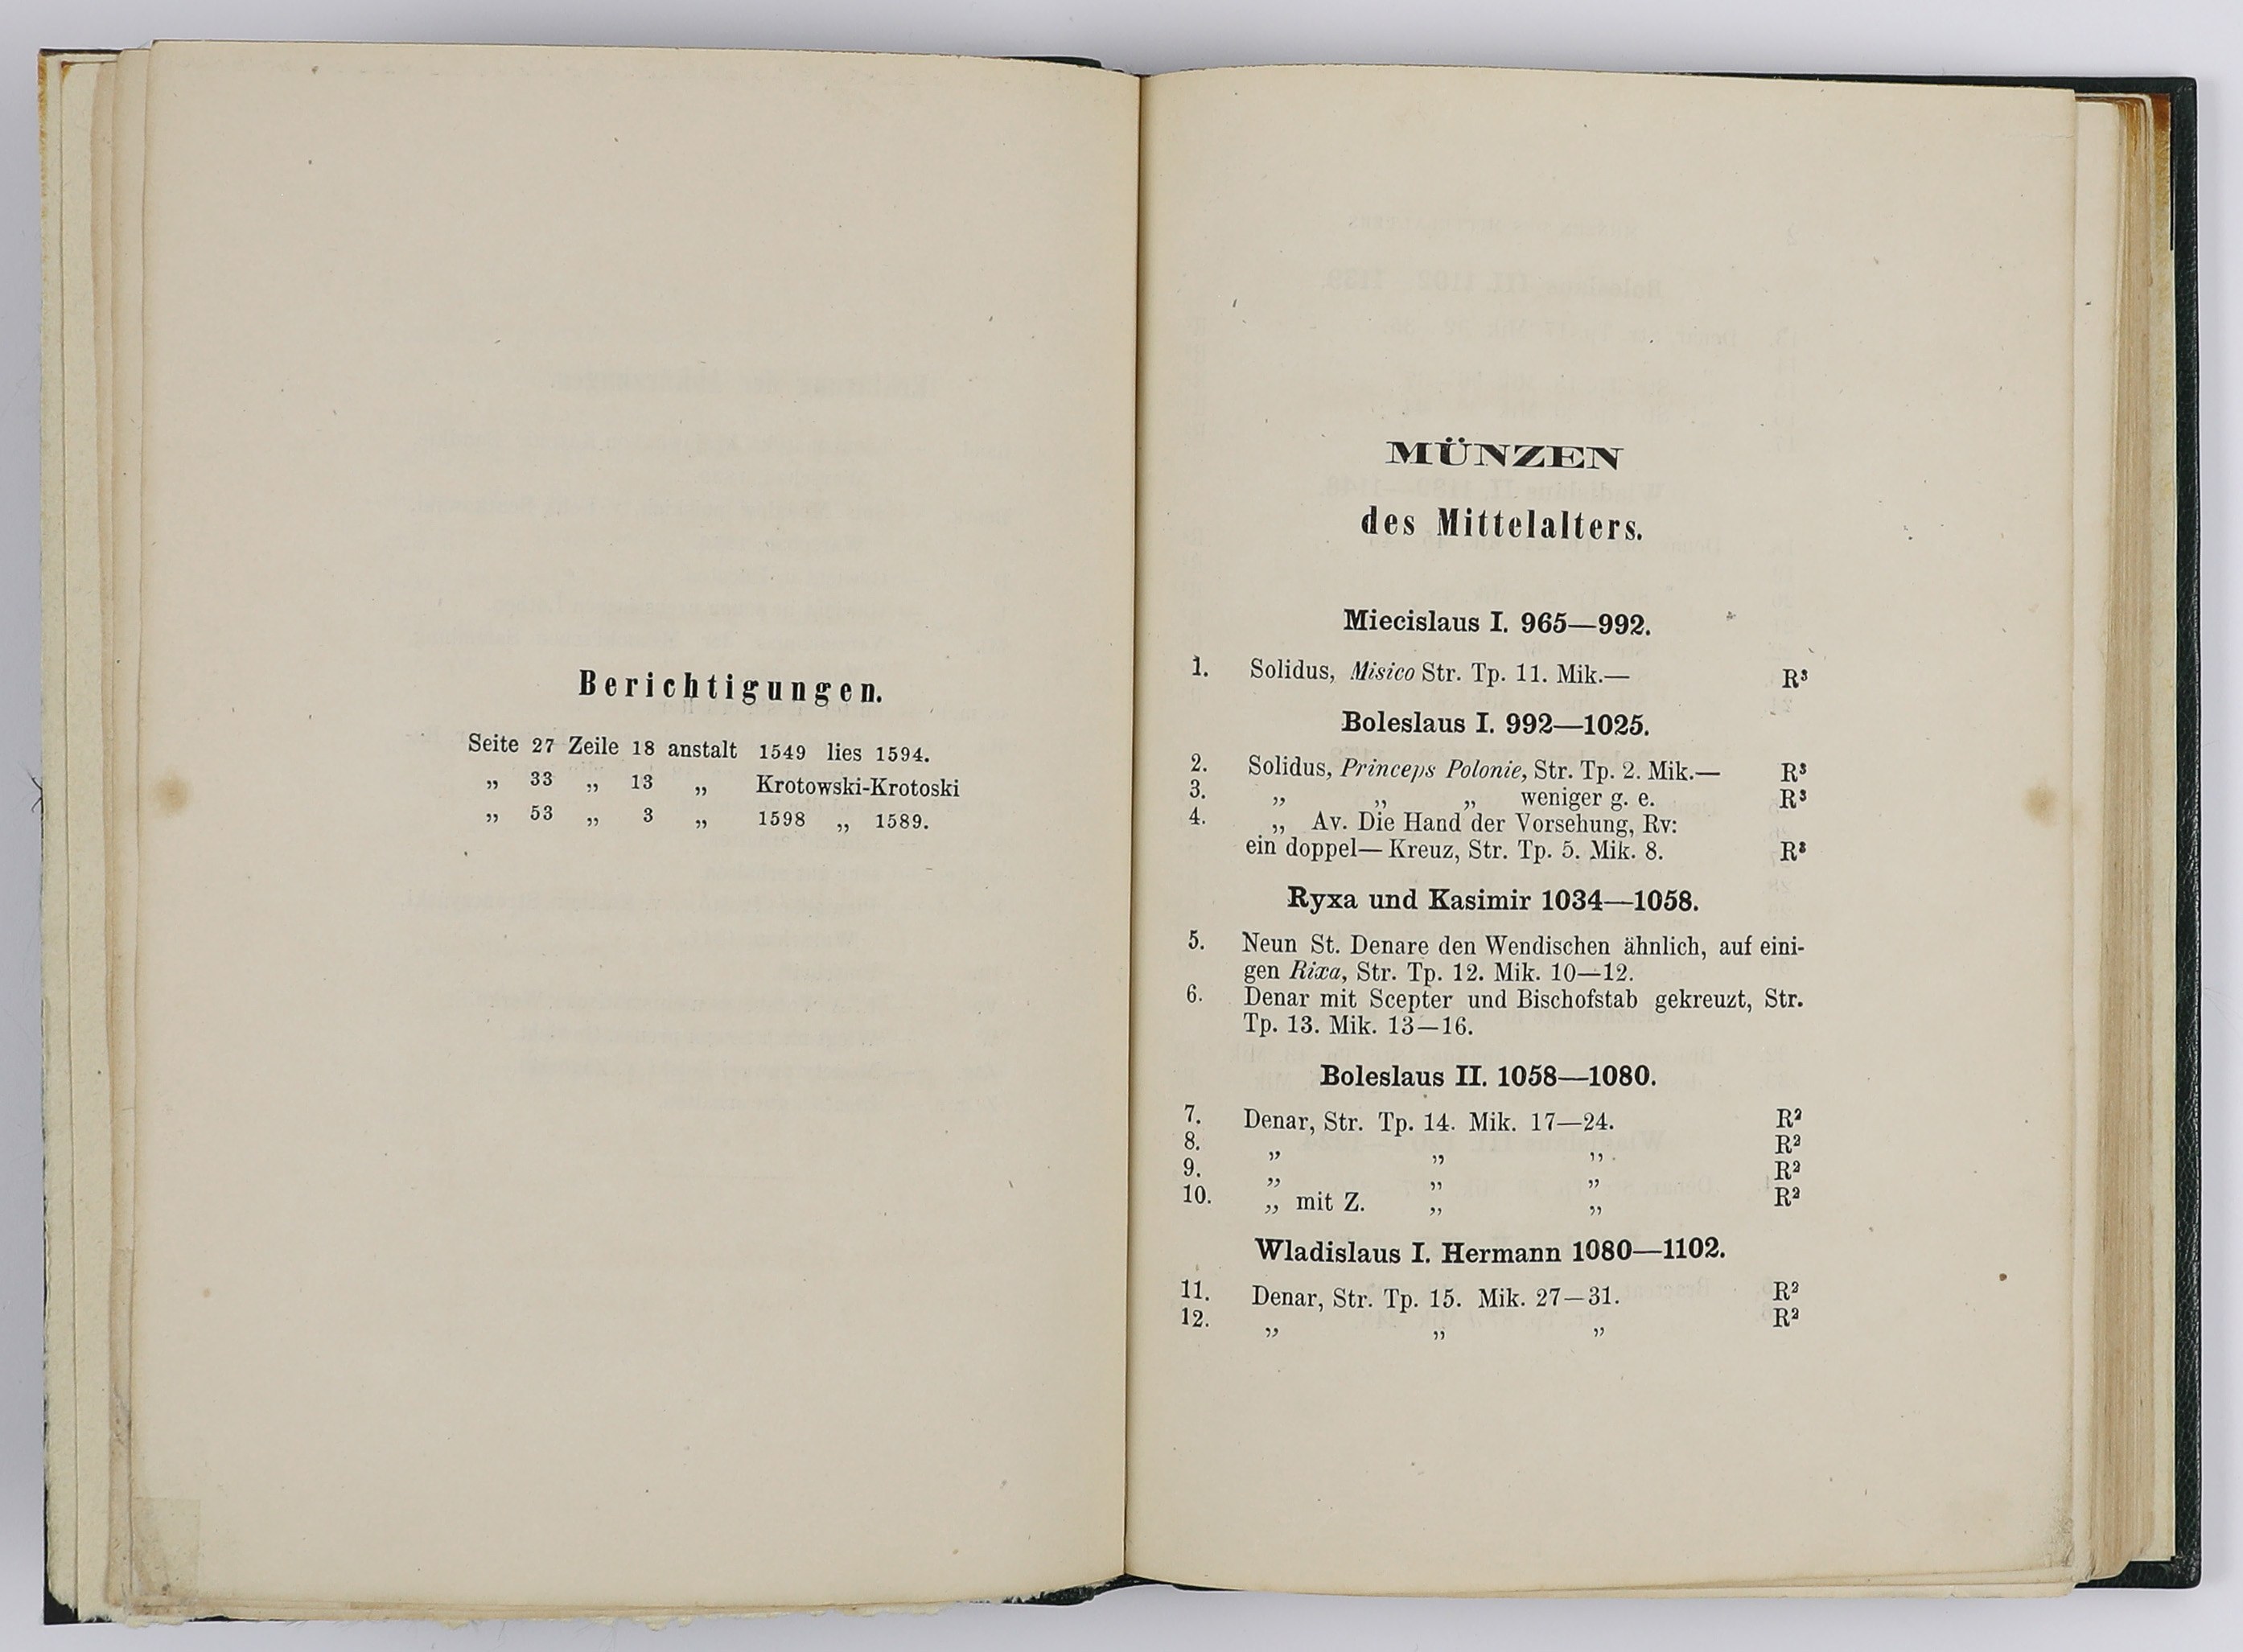 Berichtigungen.
Seite 27 Zeile 18 anstalt 1549 lies 1594.
„ 33 „ 13 „ Krotowski-Krotoski
„ 53 „ 3 „ 1598 „ 1589.
MÜNZEN
des Mittelalters.
Miecislaus I. 965—992.
1. Solidus, Misico Str. Tp. 11. Mik.— R³
Boleslaus I. 992—1025.
2. Solidus, Princeps Polonie, Str. Tp. 2. Mik.— R³
3. „ „ „ weniger g. e. R³
4. „ Av. Die Hand der Vorsehung, Rv:
ein doppel— Kreuz, Str. Tp. 5. Mik. 8. R³
Ryxa und Kasimir 1034—1058.
5. Neun St. Denare den Wendischen ähnlich, auf eini-
gen Rixa, Str. Tp. 12. Mik. 10—12.
6. Denar mit Scepter und Bischofstab gekreuzt, Str.
Tp. 13. Mik. 13—16.
Boleslaus II. 1058—1080.
7. Denar, Str. Tp. 14. Mik. 17—24. R²
8. „ „ „ R²
9. „ „ „ R²
10. „ mit Z. „ „ R²
Wladislaus I. Hermann 1080—1102.
11. Denar, Str. Tp. 15. Mik. 27—31. R²
12. „ „ „ R²